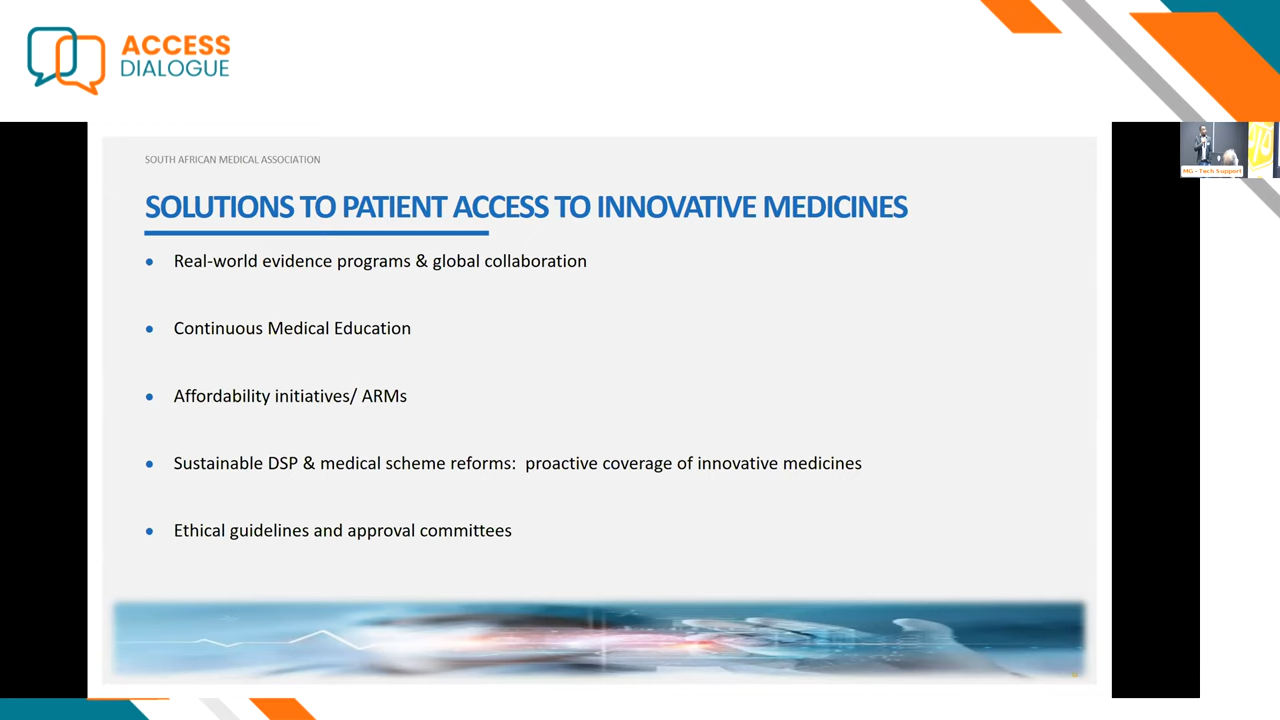 ACCESS
DIALOGUE
SOUTH AFRICAN MEDICAL ASSOCIATION
SOLUTIONS TO PATIENT ACCESS TO INNOVATIVE MEDICINES
• Real-world evidence programs & global collaboration
• Continuous Medical Education
• Affordability initiatives/ ARMs
• Sustainable DSP & medical scheme reforms:  proactive coverage of innovative medicines
• Ethical guidelines and approval committees
MG - Tech Support